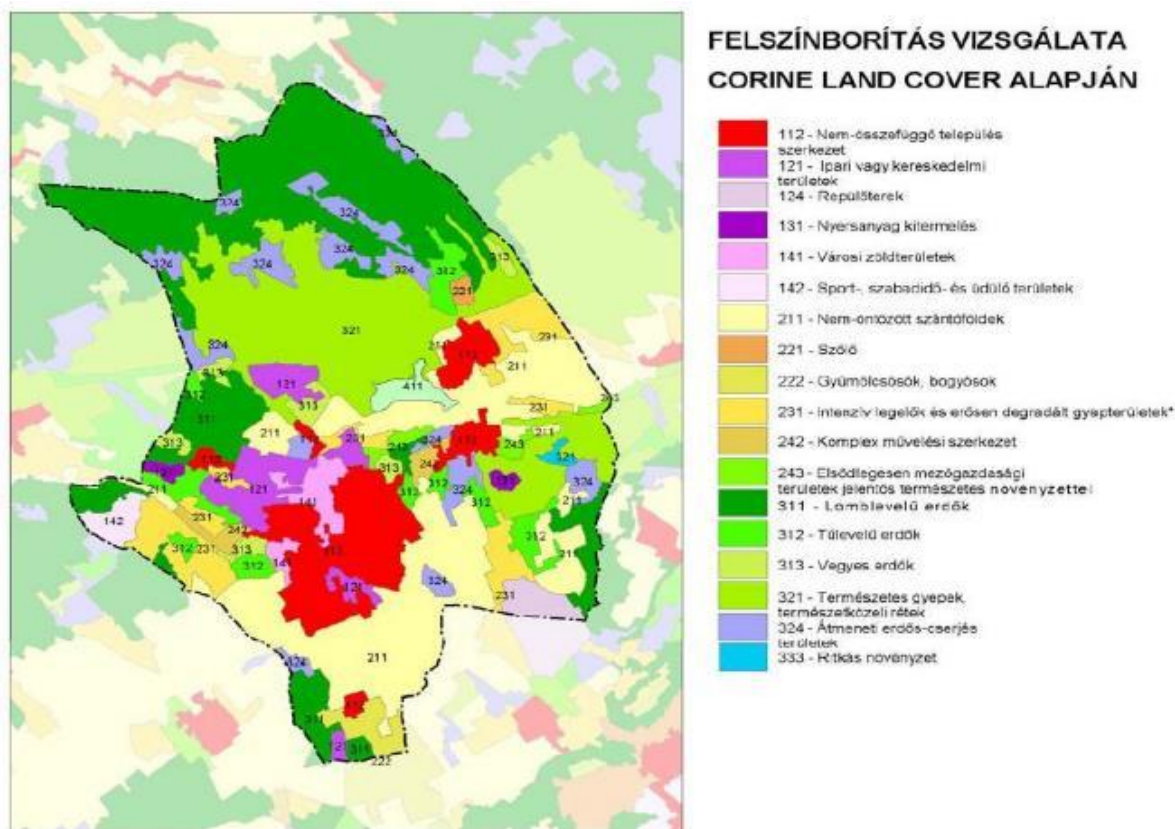 FELSZÍNBORÍTÁS VIZSGÁLATA
CORINE LAND COVER ALAPJÁN
112 - Nem-összefüggő település
szerkezet
121 - Ipari vagy kereskedelmi
területek
124 - Repülőterek
131 - Nyersanyag kitermelés
141 - Városi zöldterületek
142 - Sport-, szabadidő- és üdülő területek
211 - Nem-öntözött szántóföldek
221 - Szőlő
222 - Gyümölcsösök, bogyósok
231 - Intenzív legelők és erősen degradált gyepterületek*
242 - Komplex művelési szerkezet
243 - Elsődlegesen mezőgazdasági
területek jelentős természetes növényzettel
311 - Lomblevelű erdők
312 - Tűlevelű erdők
313 - Vegyes erdők
321 - Természetes gyepek,
természetközeli rétek
324 - Átmeneti erdős-cserjés
területek
333 - Ritkás növényzet
324
324
324
324
324
324
312
313
221
321
324
231
211
121
411
313
311
211
231
243
211
313
231
121
141
324
312
324
142
231
312
231
313
312
312
231
324
211
311
222